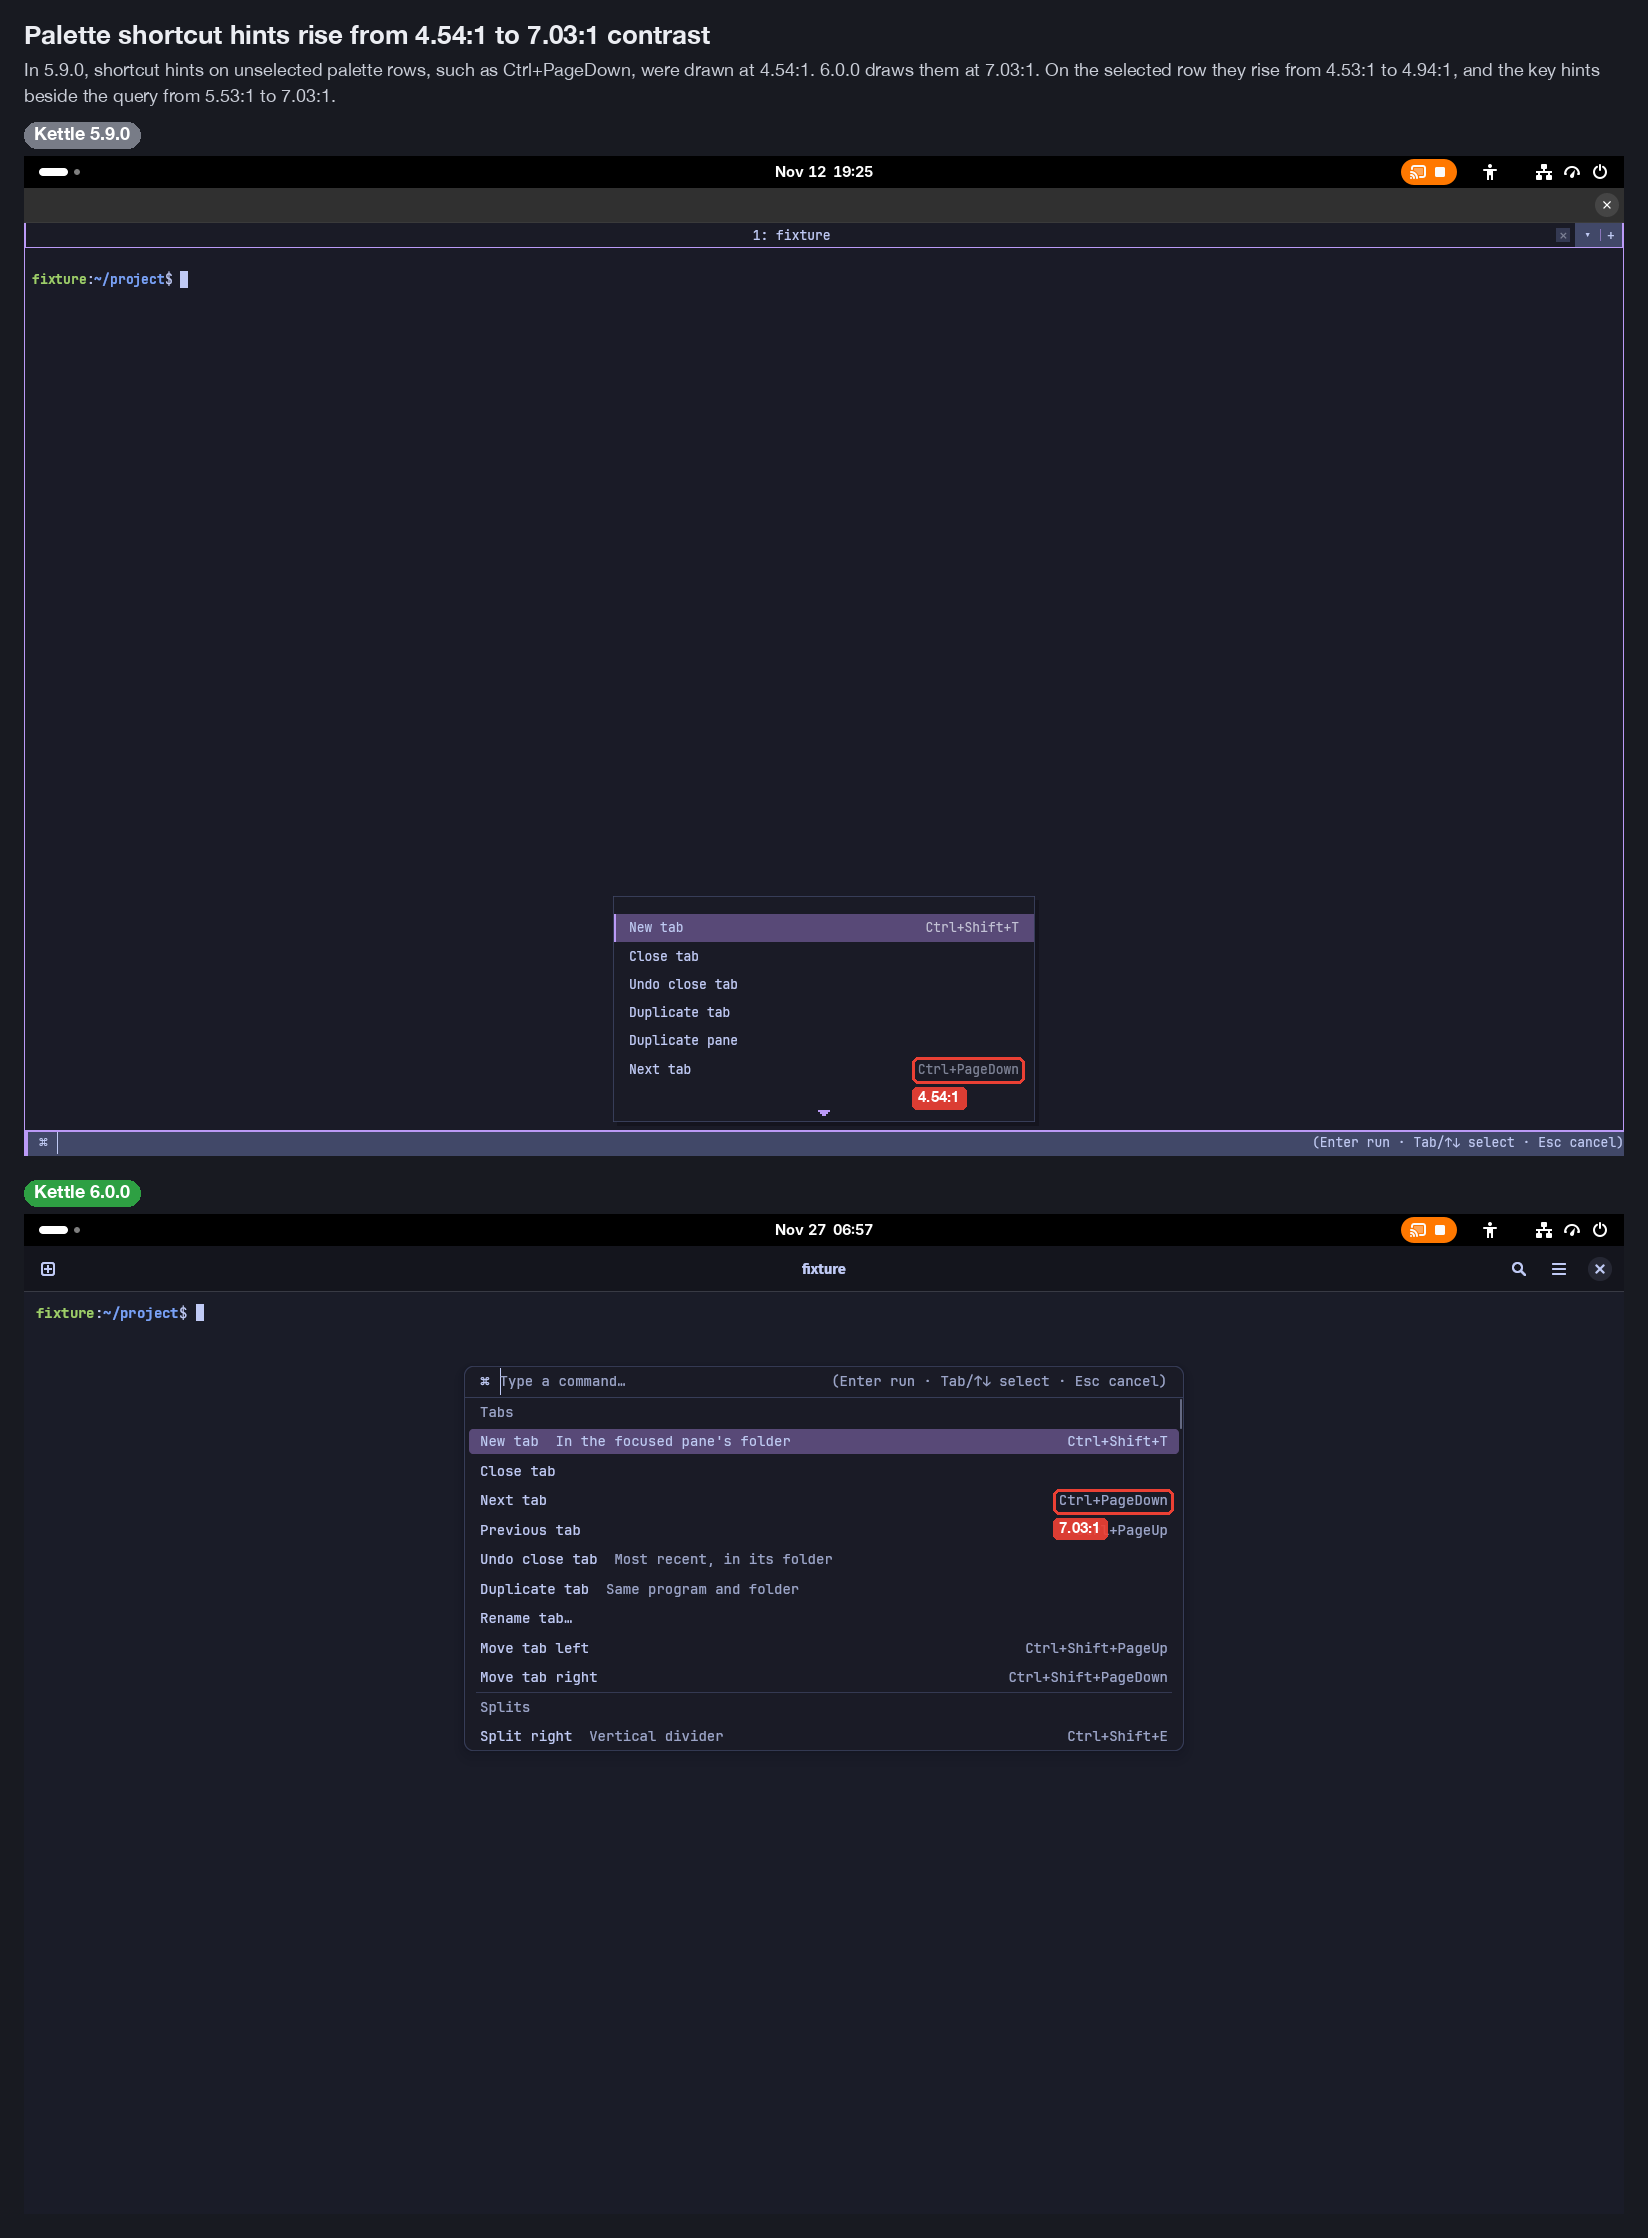 Palette shortcut hints rise from 4.54:1 to 7.03:1 contrast
In 5.9.0, shortcut hints on unselected palette rows, such as Ctrl+PageDown, were drawn at 4.54:1. 6.0.0 draws them at 7.03:1. On the selected row they rise from 4.53:1 to 4.94:1, and the key hints
beside the query from 5.53:1 to 7.03:1.
Kettle 5.9.0
Nov 12 19:25
1: fixture
fixture:~/project$
New tab Ctrl+Shift+T
Close tab
Undo close tab
Duplicate tab
Duplicate pane
Next tab Ctrl+PageDown
4.54:1
⌘ (Enter run · Tab/↑↓ select · Esc cancel)
Kettle 6.0.0
Nov 27 06:57
fixture
fixture:~/project$
⌘ Type a command… (Enter run · Tab/↑↓ select · Esc cancel)
Tabs
New tab In the focused pane's folder Ctrl+Shift+T
Close tab
Next tab Ctrl+PageDown
Previous tab 7.03:1 +PageUp
Undo close tab Most recent, in its folder
Duplicate tab Same program and folder
Rename tab…
Move tab left Ctrl+Shift+PageUp
Move tab right Ctrl+Shift+PageDown
Splits
Split right Vertical divider Ctrl+Shift+E